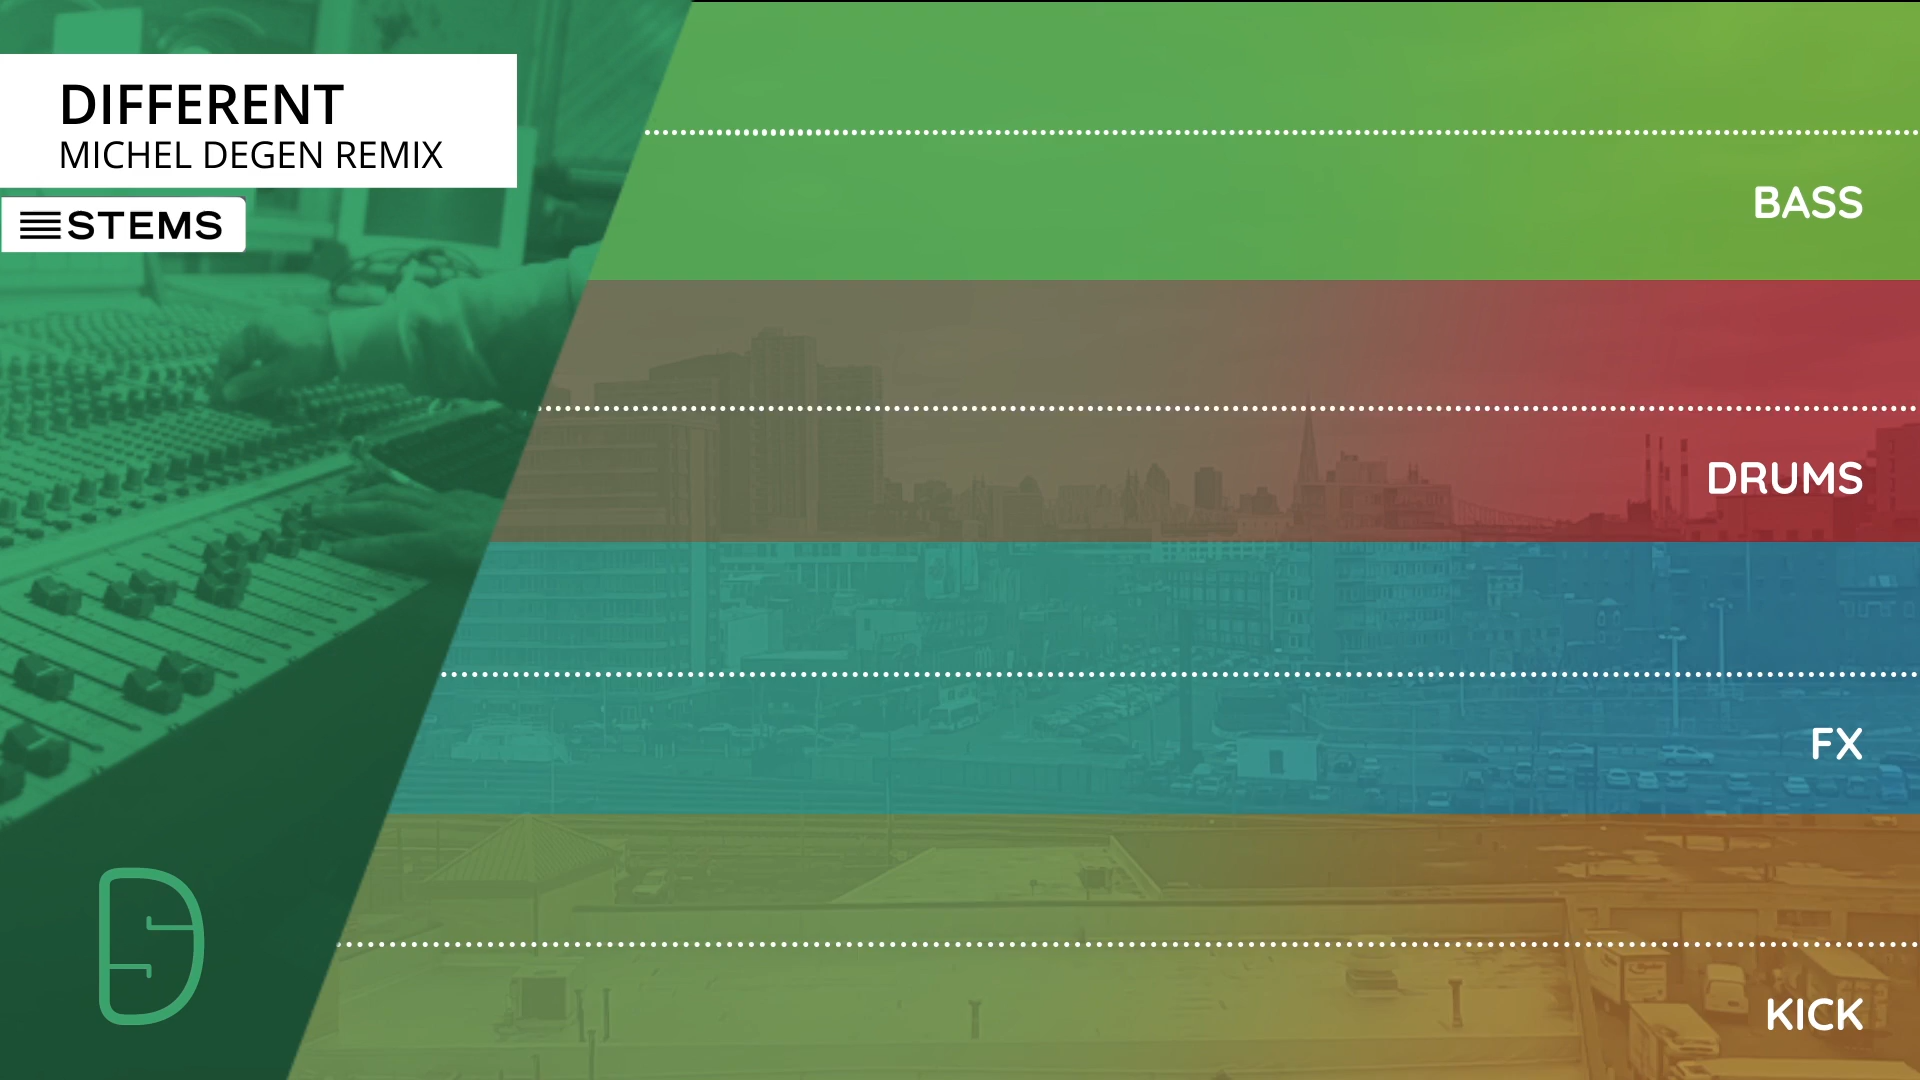 DIFFERENT
MICHEL DEGEN REMIX
STEMS
BASS
DRUMS
FX
KICK